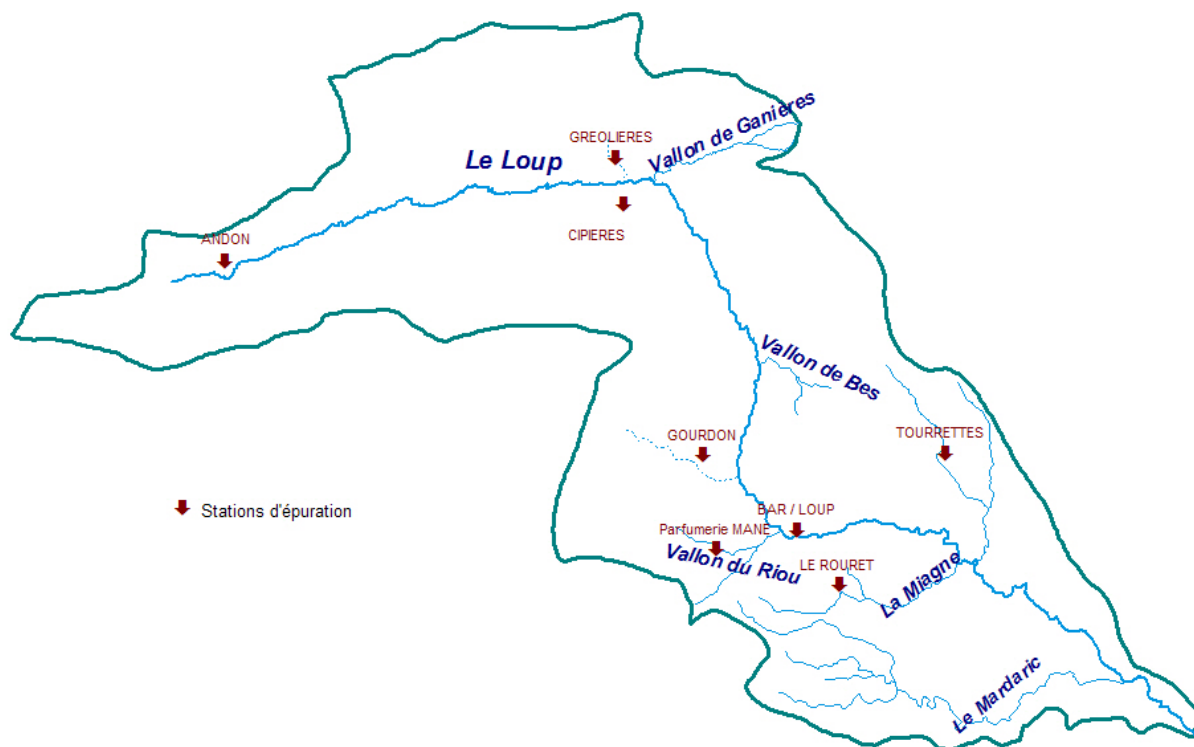 GREOLIERES
Vallon de Ganieres
Le Loup
CIPIERES
ANDON
Vallon de Bes
GOURDON
TOURRETTES
Stations d'épuration
BAR / LOUP
Parfumerie MANE
Vallon du Riou
LE ROURET
La Miagne
Le Mardaric